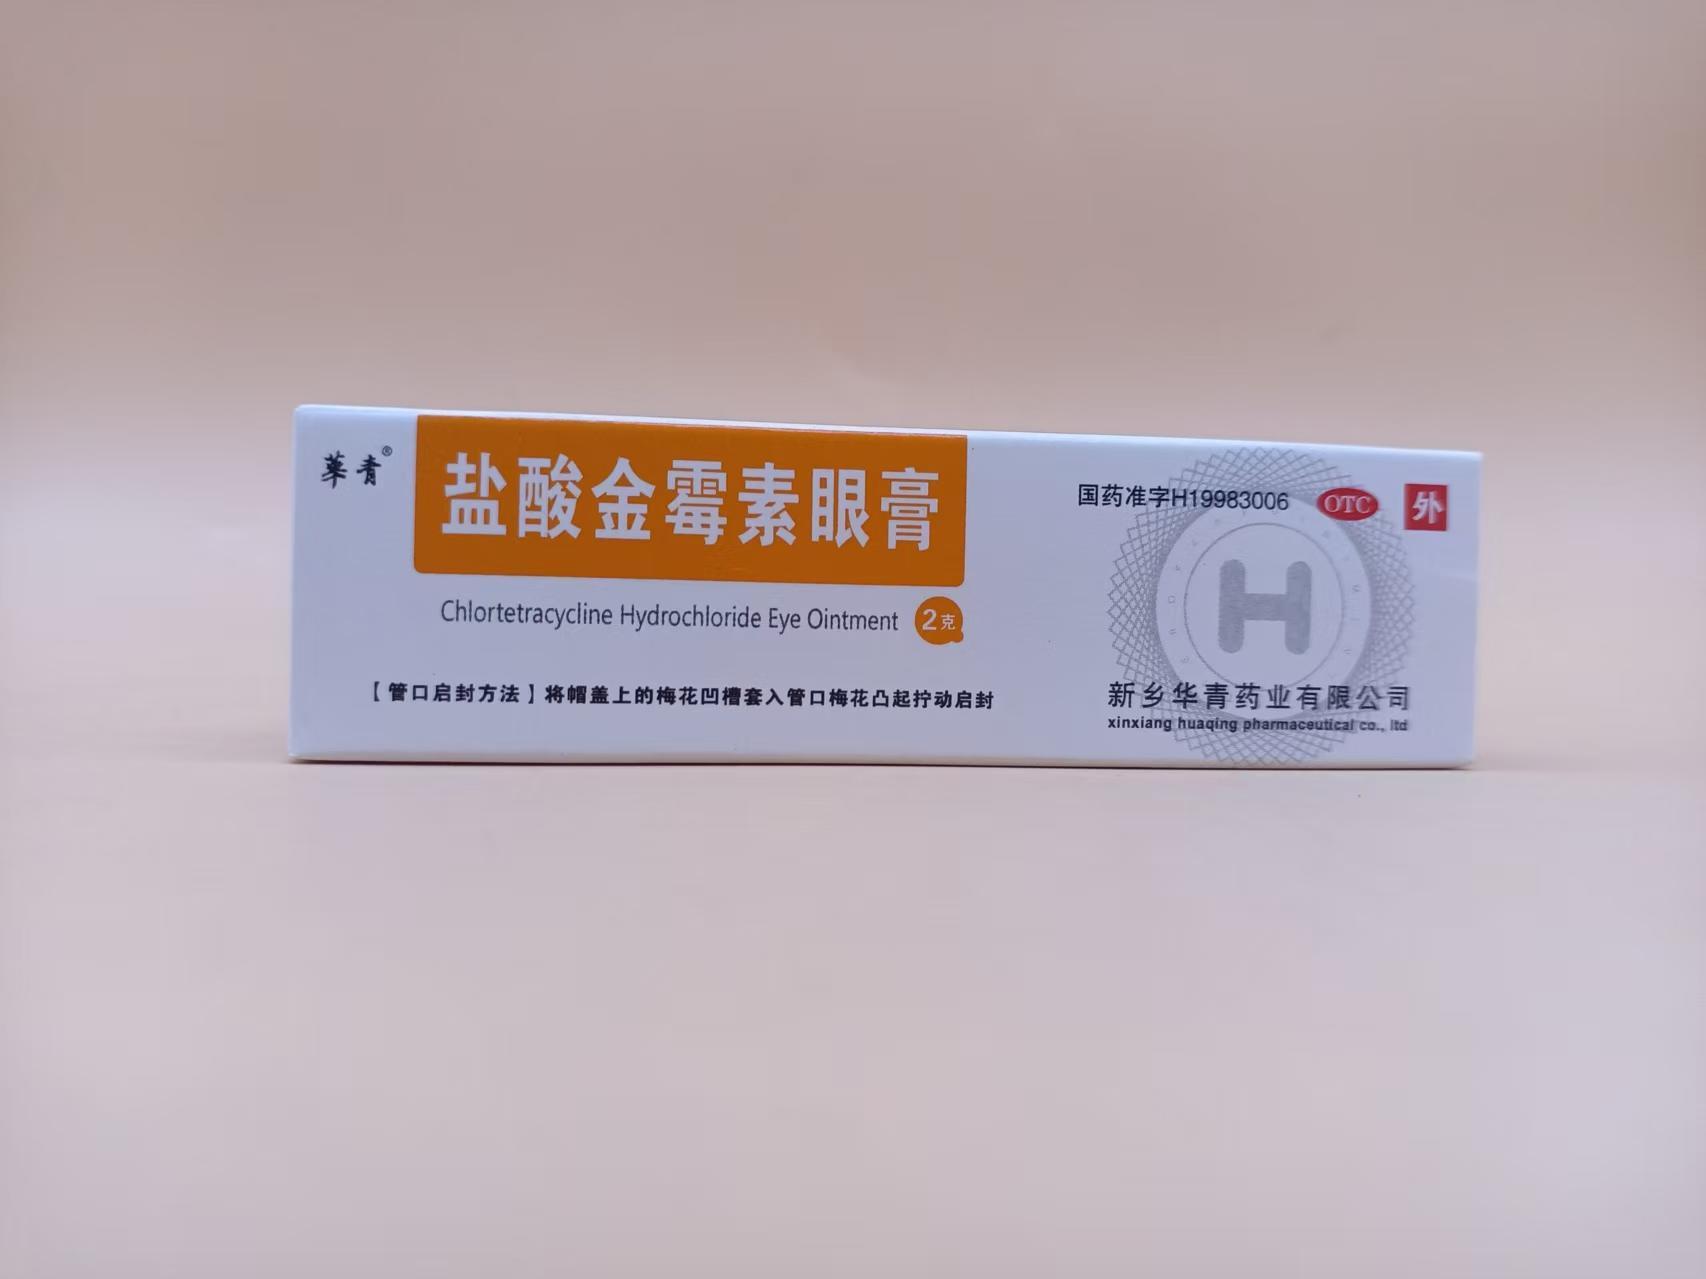 華青®
盐酸金霉素眼膏
Chlortetracycline Hydrochloride Eye Ointment 2克
【管口启封方法】将帽盖上的梅花凹槽套入管口梅花凸起拧动启封
国药准字H19983006 OTC 外
H
新乡华青药业有限公司
xinxiang huaqing pharmaceutical co., ltd